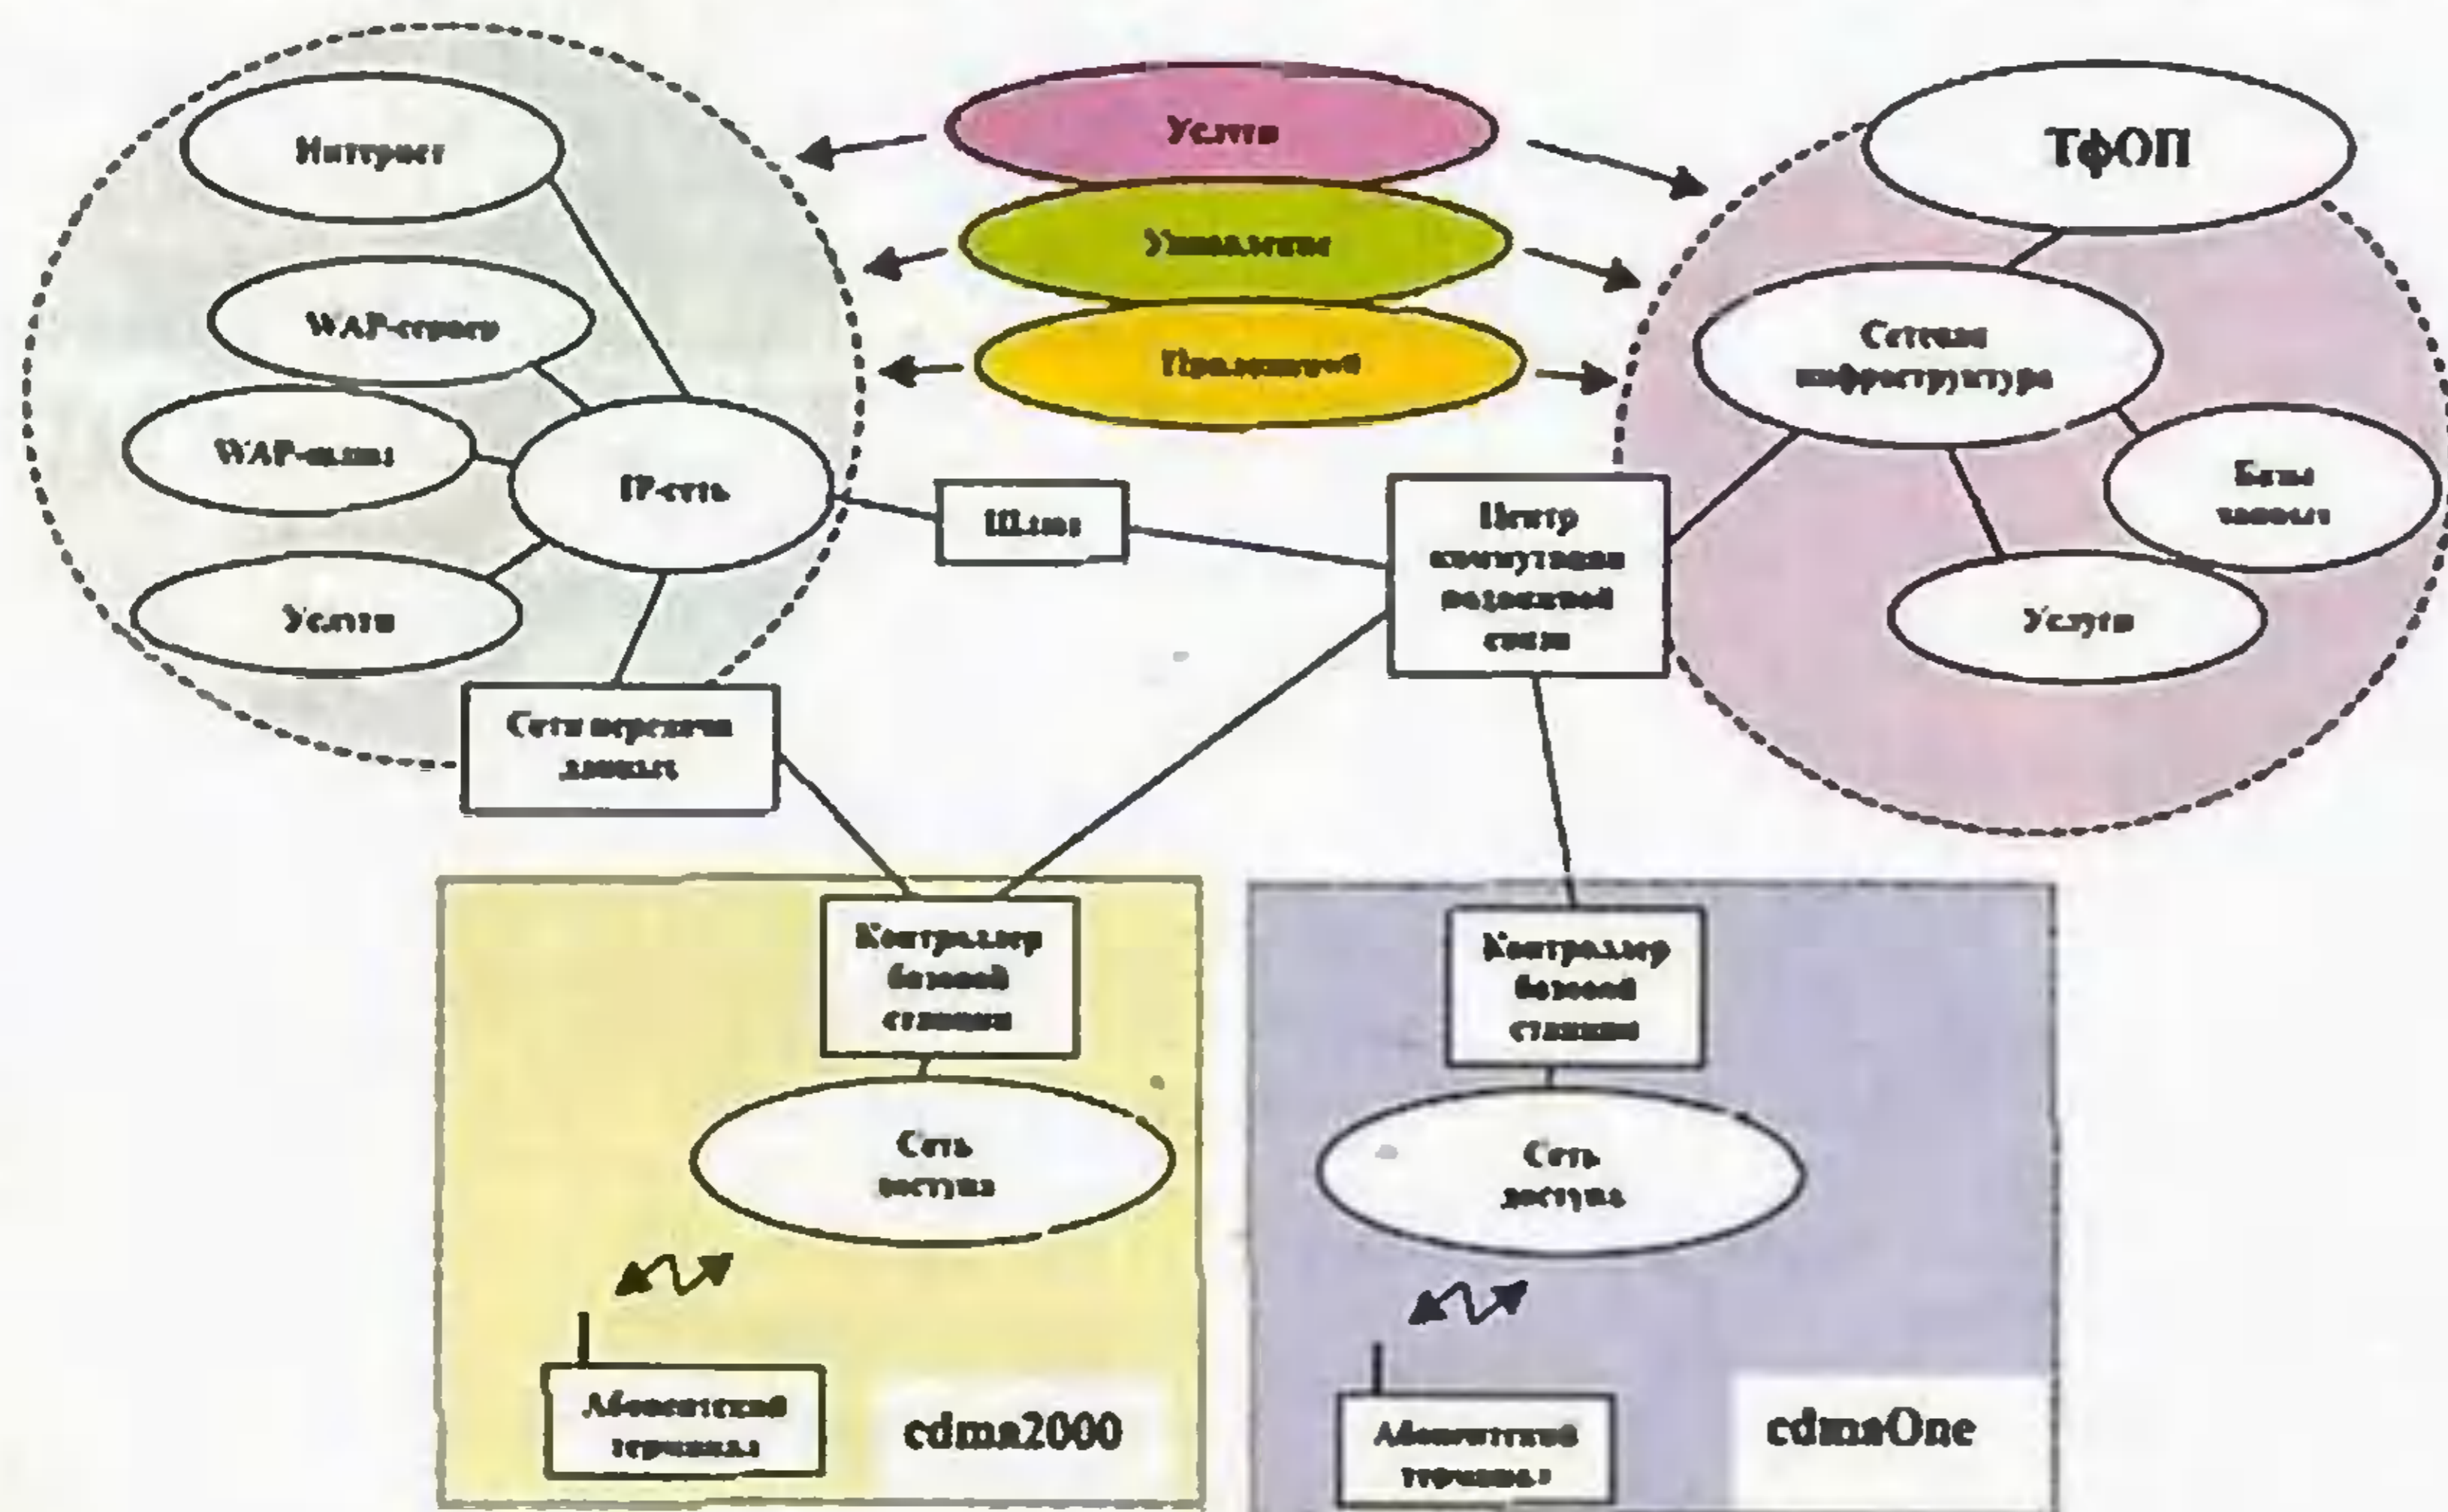 Интернет
WAP-сервер
WAP-шлюз
IP-сеть
Услуги
Сети передачи
данных
Услуги
Управление
Шлюз
Центр
коммутации
подвижной
связи
ТфОП
Сетевая
инфраструктура
База
данных
Услуги
Контроллер
базовой
станции
Сеть
доступа
Абонентский
терминал
cdma2000
Контроллер
базовой
станции
Сеть
доступа
Абонентский
терминал
cdmaOne